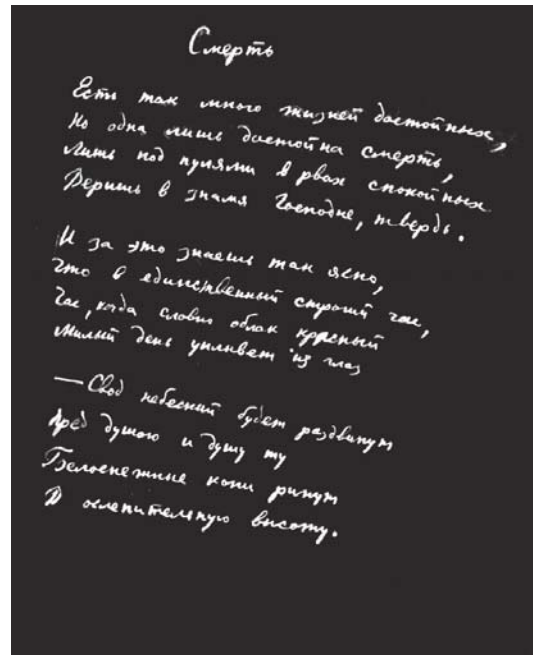 Смерть
Есть так много жизней достойных,
Но одна лишь достойна смерть,
Лишь под пулями в рвах спокойных
Веришь в знамя Господне, твердь.
И за это знаешь так ясно,
Что в единственный строгий час,
Час, когда словно облак красный
Милый день уплывет из глаз
— Свод небесный будет раздвинут
Пред душою и душу ту
Белоснежные кони ринут
В ослепительную высоту.